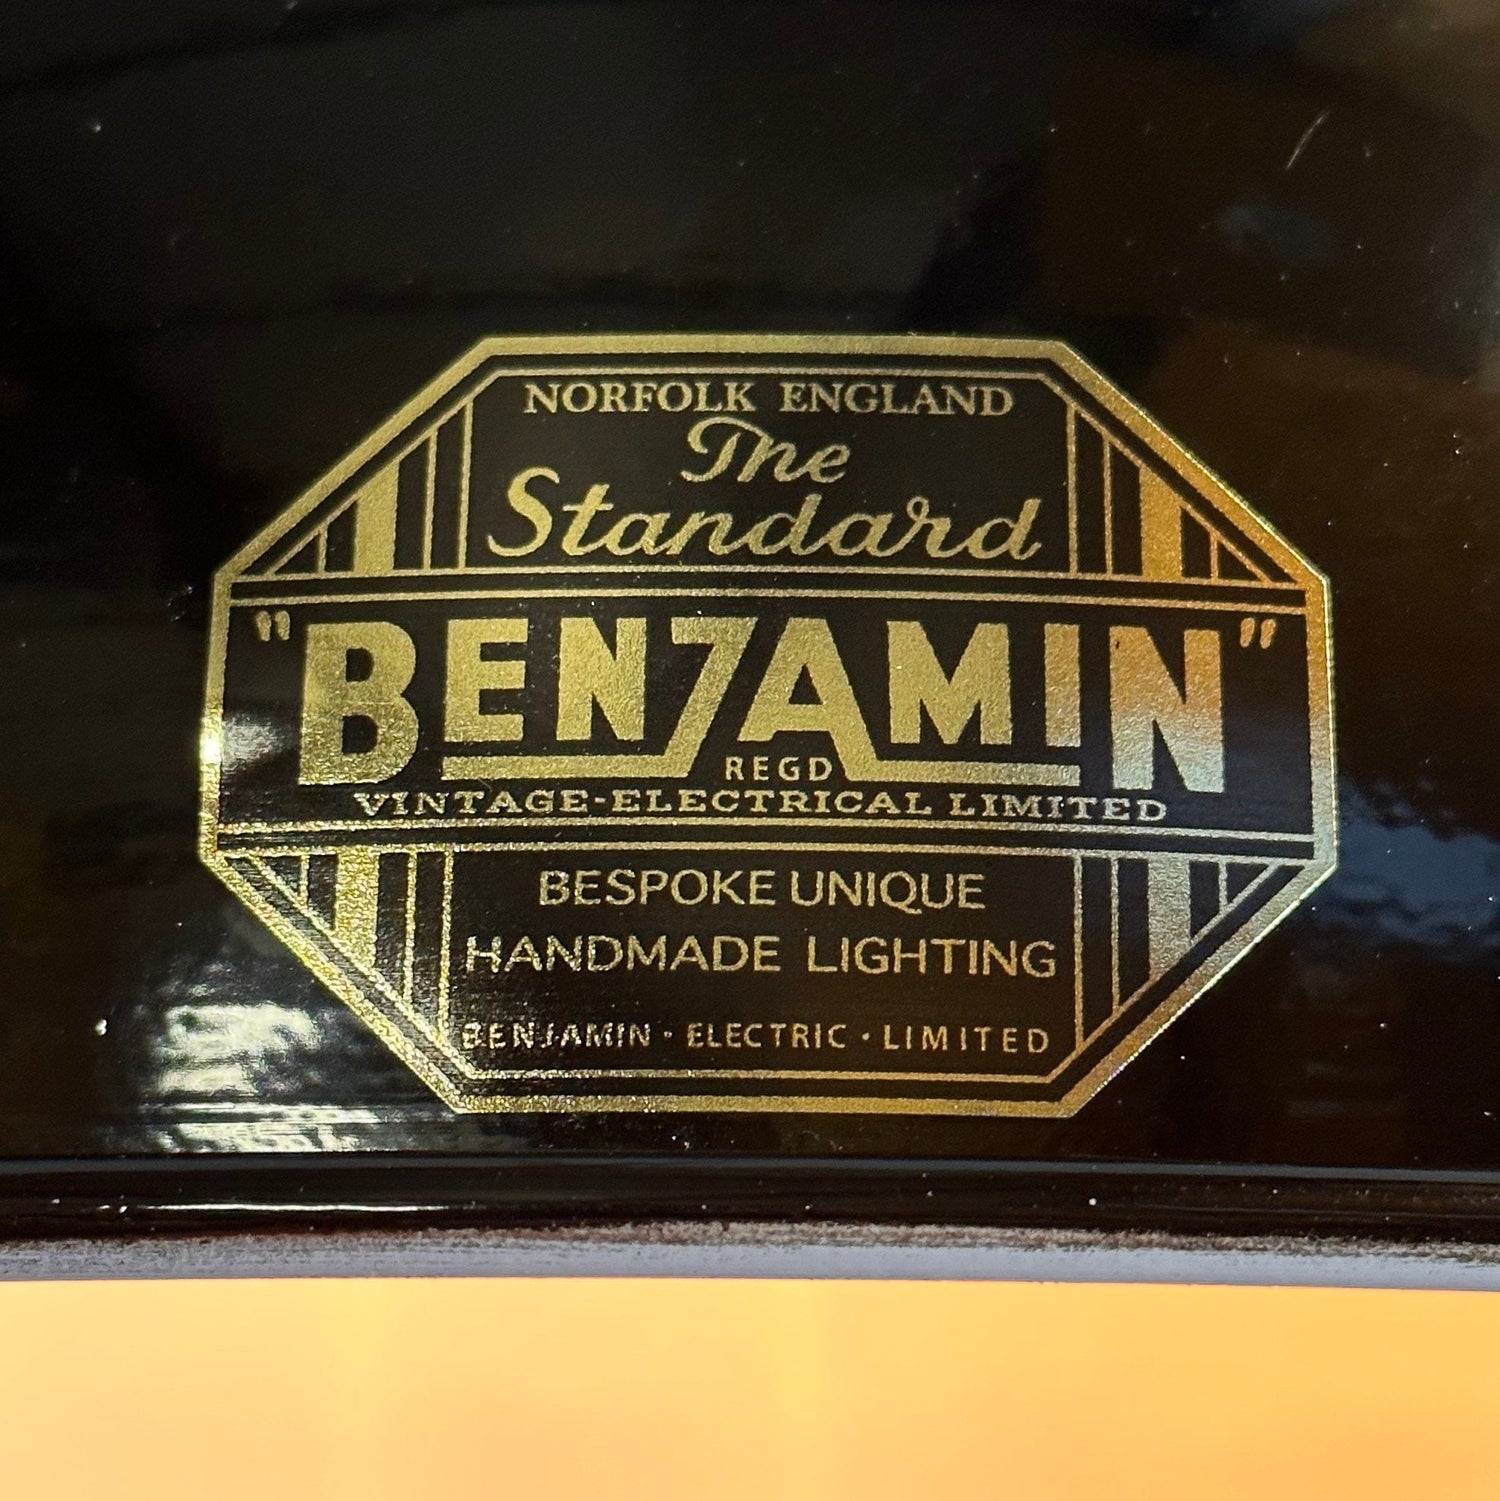 NORFOLK ENGLAND
The
Standard
"BENJAMIN"
REGD
VINTAGE-ELECTRICAL LIMITED
BESPOKE UNIQUE
HANDMADE LIGHTING
BENJAMIN · ELECTRIC · LIMITED